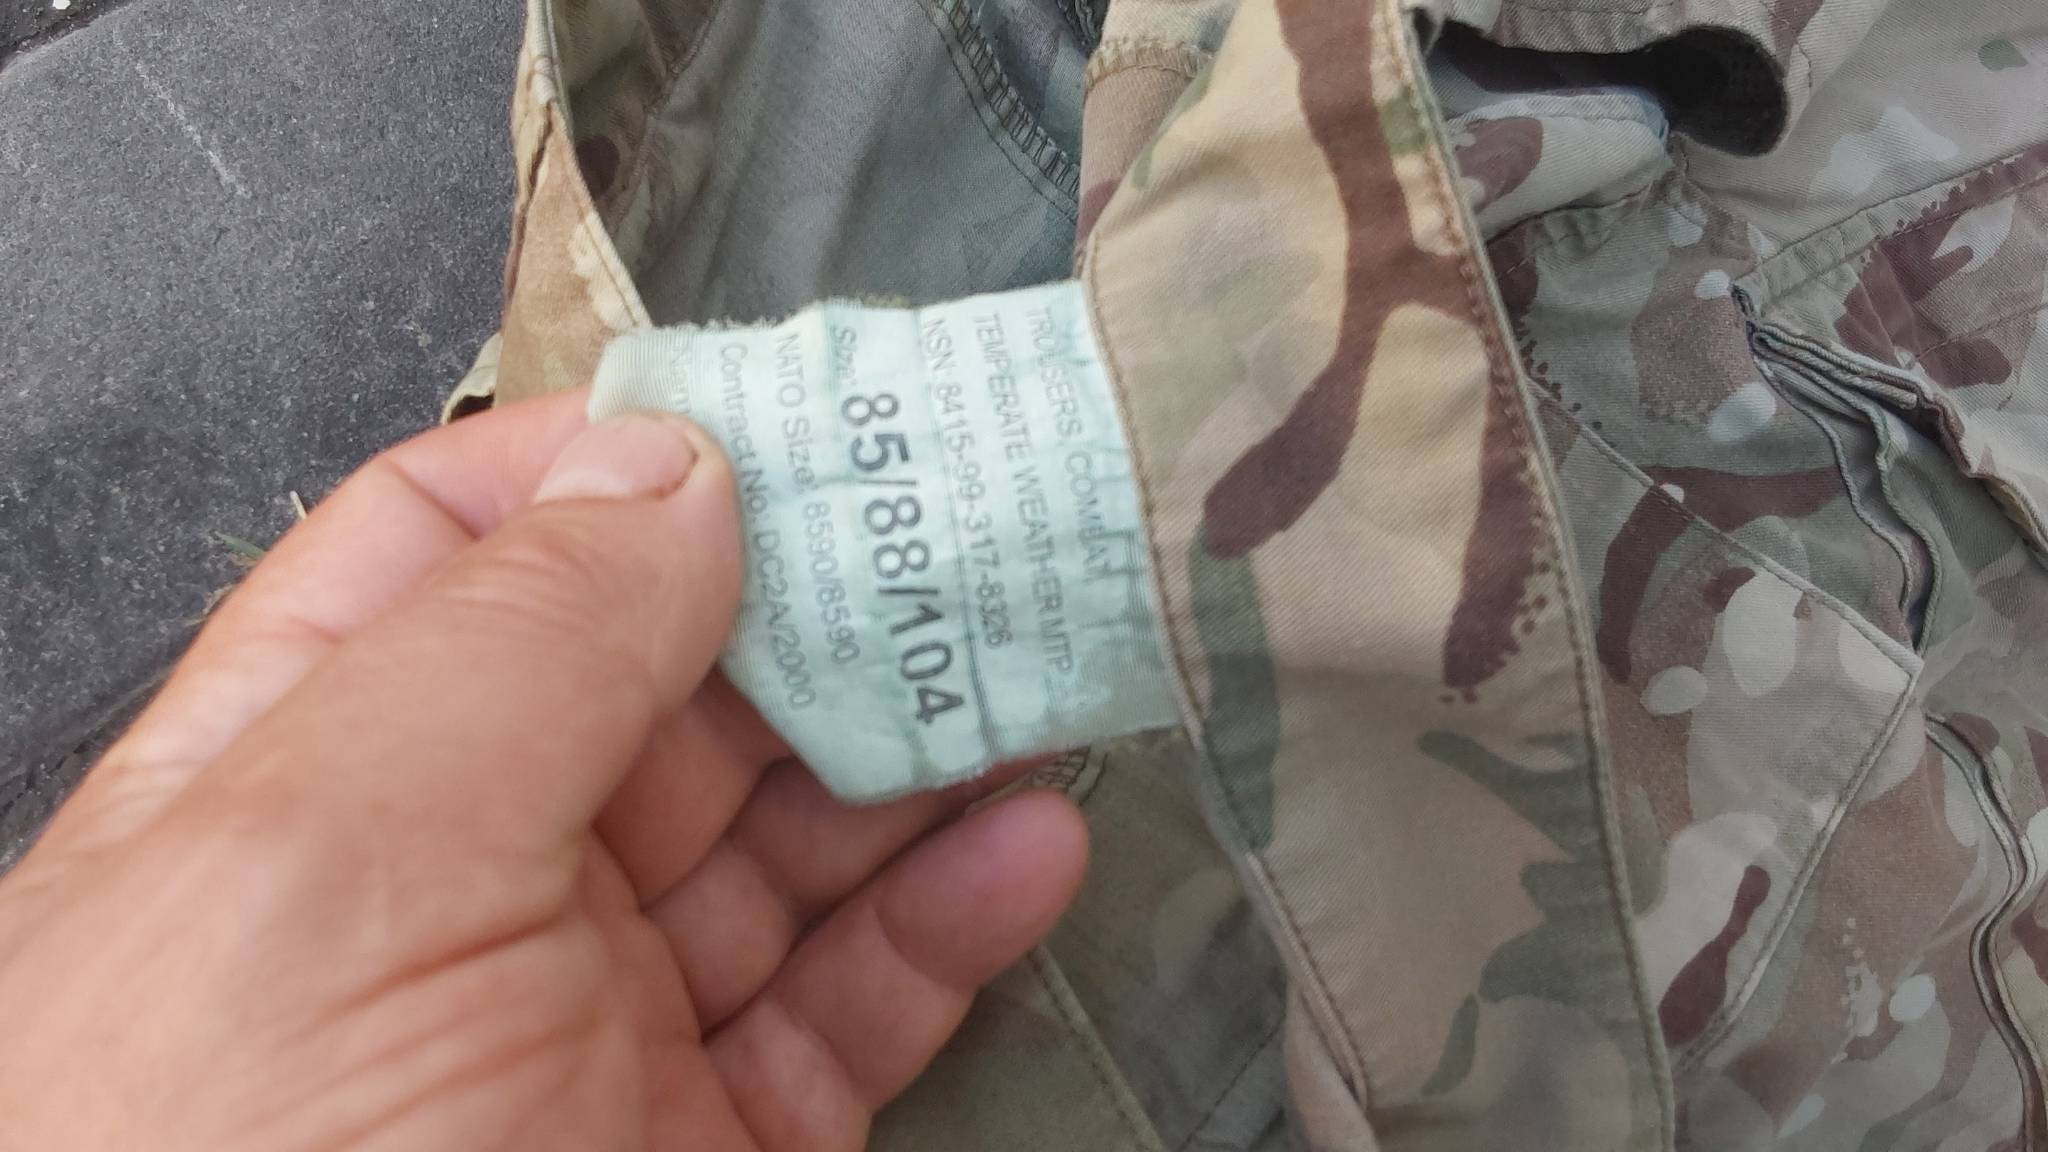 TROUSERS, COMBAT,
TEMPERATE WEATHER MTP
NSN 8415-99-317-8326
Size: 85/88/104
NATO Size: 8590/8590
Contract No: DC2A/2000